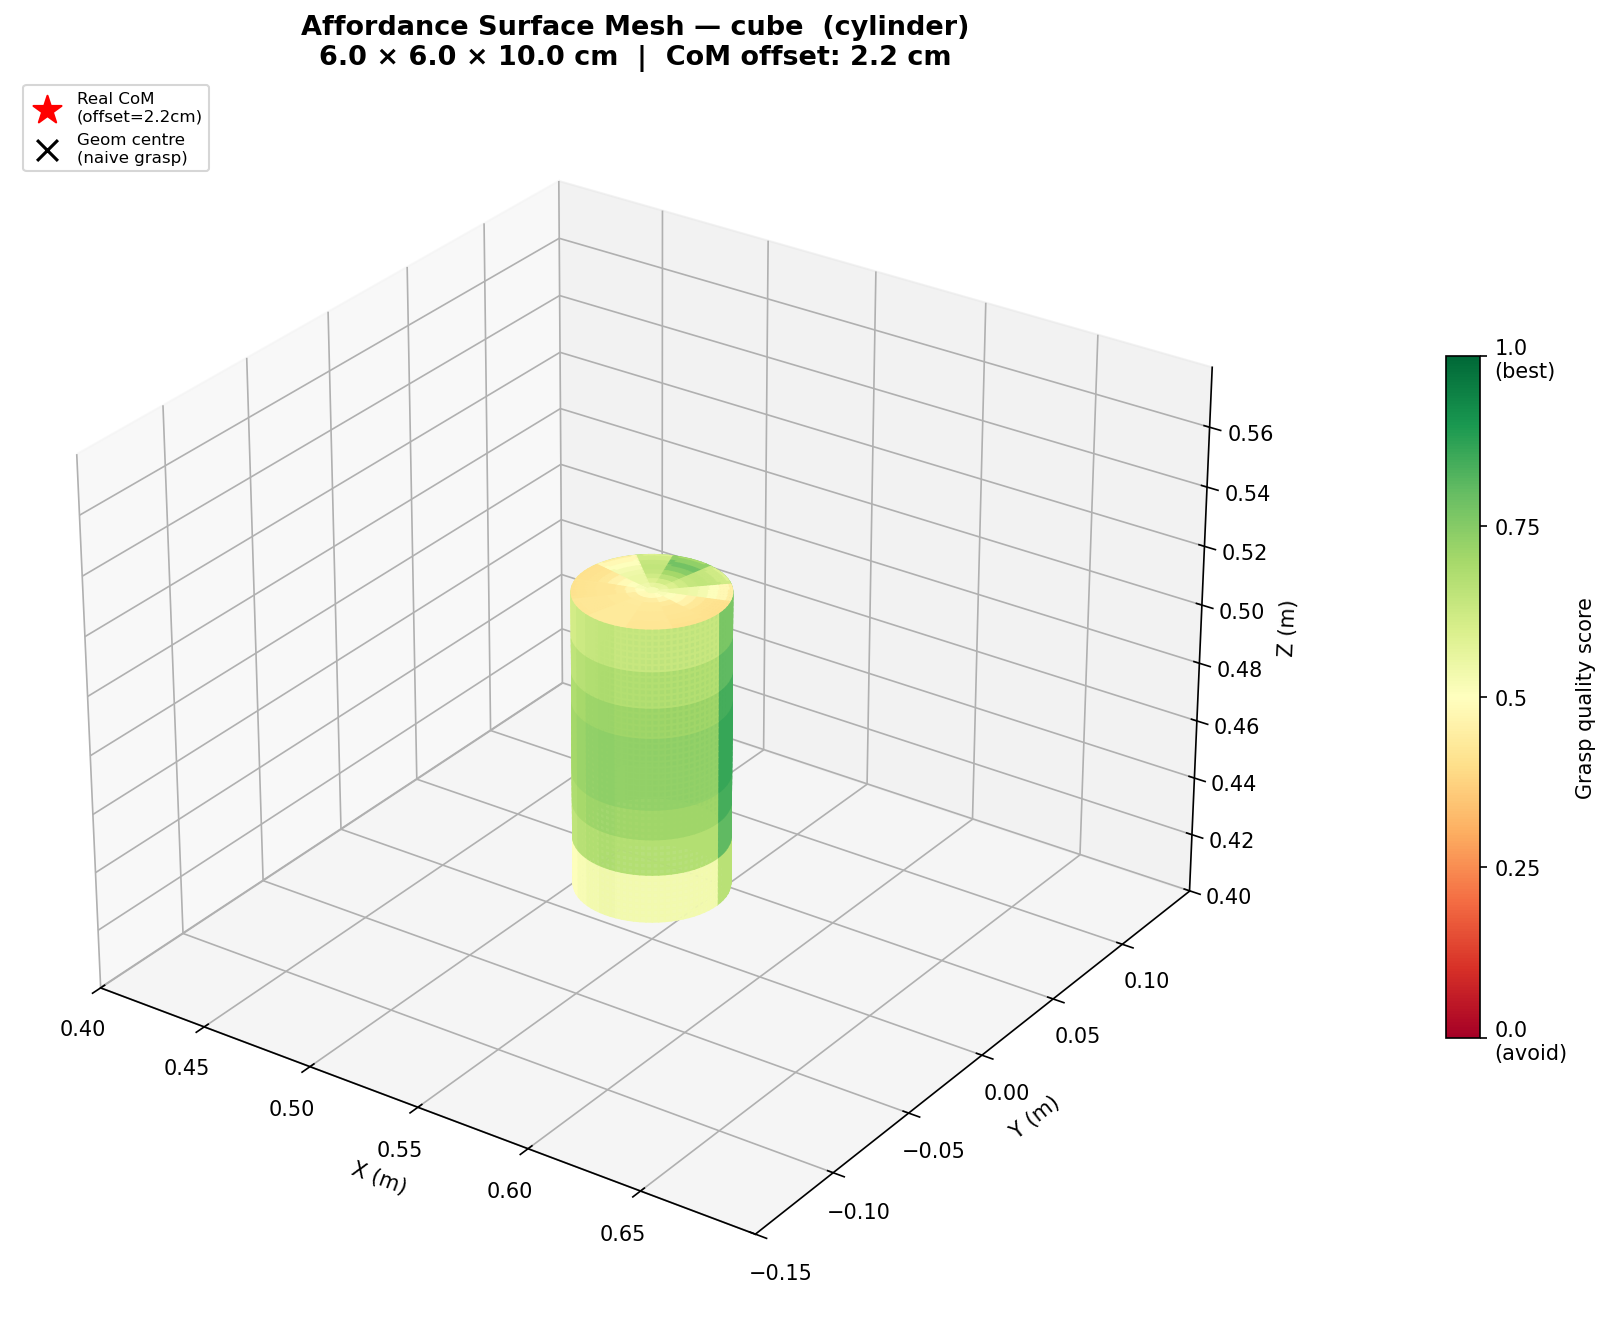 Affordance Surface Mesh — cube  (cylinder)
6.0 × 6.0 × 10.0 cm  |  CoM offset: 2.2 cm
Real CoM
(offset=2.2cm)
Geom centre
(naive grasp)
0.56
0.54
0.52
0.50
0.48
0.46
0.44
0.42
0.40
Z (m)
0.10
0.05
0.00
−0.05
−0.10
−0.15
Y (m)
0.40
0.45
0.50
0.55
0.60
0.65
X (m)
1.0
(best)
0.75
0.5
0.25
0.0
(avoid)
Grasp quality score